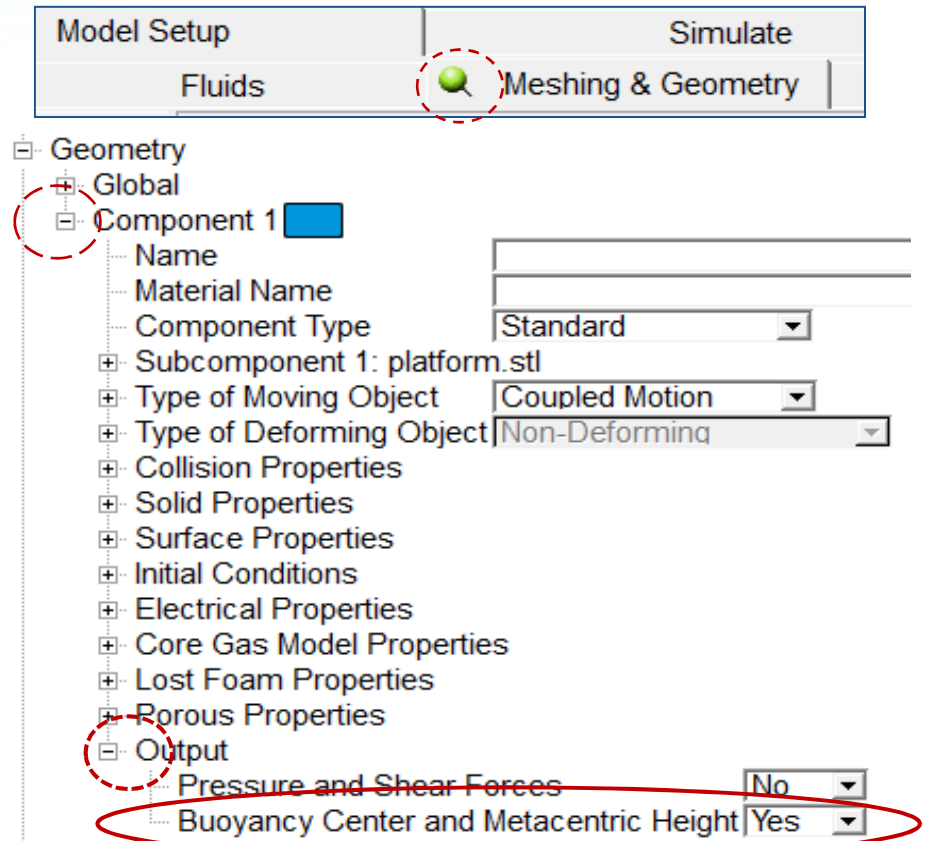 Model Setup Simulate
Fluids Meshing & Geometry
Geometry
Global
Component 1
Name
Material Name
Component Type Standard
Subcomponent 1: platform.stl
Type of Moving Object Coupled Motion
Type of Deforming Object Non-Deforming
Collision Properties
Solid Properties
Surface Properties
Initial Conditions
Electrical Properties
Core Gas Model Properties
Lost Foam Properties
Porous Properties
Output
Pressure and Shear Forces No
Buoyancy Center and Metacentric Height Yes